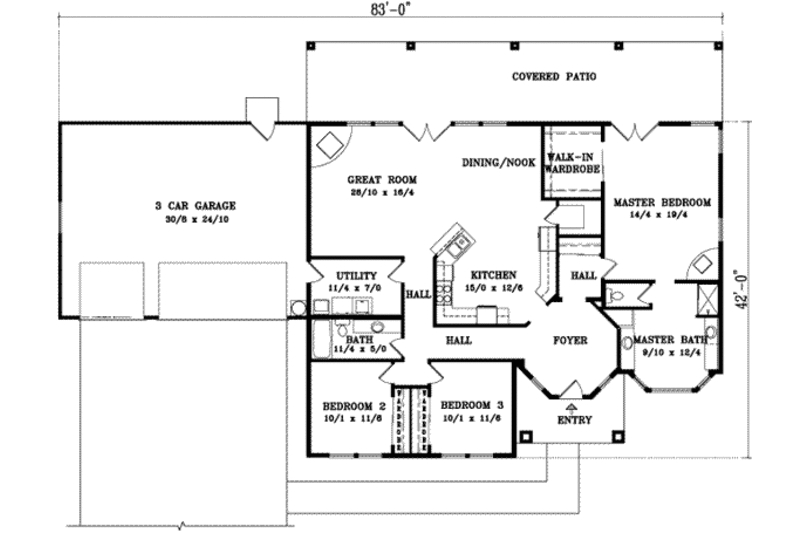 83'-0"
COVERED PATIO
DINING/NOOK
WALK-IN
WARDROBE
GREAT ROOM
26/10 x 16/4
3 CAR GARAGE
30/8 x 24/10
MASTER BEDROOM
14/4 x 19/4
UTILITY
11/4 x 7/0
KITCHEN
15/0 x 12/6
HALL
HALL
42'-0"
BATH
11/4 x 5/0
HALL
FOYER
MASTER BATH
9/10 x 12/4
BEDROOM 2
10/1 x 11/6
WARDROBE
WARDROBE
BEDROOM 3
10/1 x 11/6
ENTRY